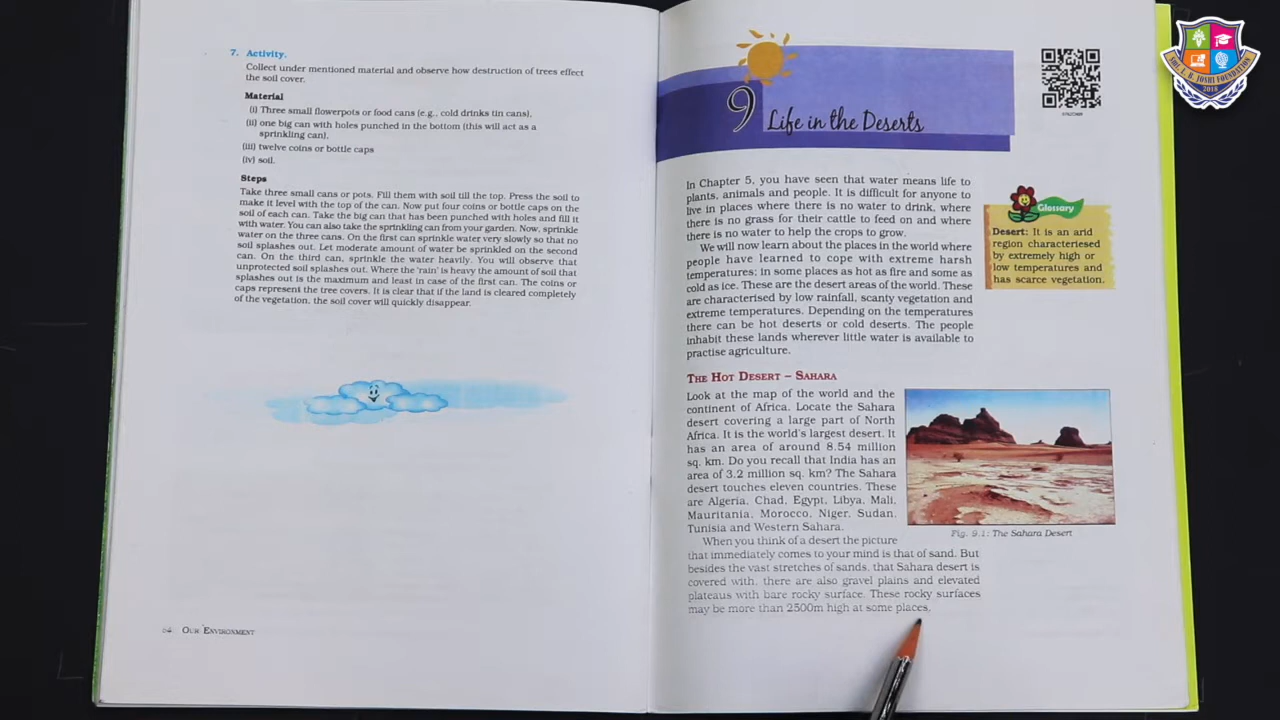 7. Activity.
Collect under mentioned material and observe how destruction of trees effect
the soil cover.
Material
(i) Three small flowerpots or food cans (e.g., cold drinks tin cans).
(ii) one big can with holes punched in the bottom (this will act as a
sprinkling can).
(iii) twelve coins or bottle caps
(iv) soil.
Steps
Take three small cans or pots. Fill them with soil till the top. Press the soil to
make it level with the top of the can. Now put four coins or bottle caps on the
soil of each can. Take the big can that has been punched with holes and fill it
with water. You can also take the sprinkling can from your garden. Now, sprinkle
water on the three cans. On the first can sprinkle water very slowly so that no
soil splashes out. Let moderate amount of water be sprinkled on the second
can. On the third can, sprinkle the water heavily. You will observe that
unprotected soil splashes out. Where the 'rain' is heavy the amount of soil that
splashes out is the maximum and least in case of the first can. The coins or
caps represent the tree covers. It is clear that if the land is cleared completely
of the vegetation, the soil cover will quickly disappear.
64 OUR ENVIRONMENT
9 Life in the Deserts
In Chapter 5, you have seen that water means life to
plants, animals and people. It is difficult for anyone to
live in places where there is no water to drink, where
there is no grass for their cattle to feed on and where
there is no water to help the crops to grow.
We will now learn about the places in the world where
people have learned to cope with extreme harsh
temperatures; in some places as hot as fire and some as
cold as ice. These are the desert areas of the world. These
are characterised by low rainfall, scanty vegetation and
extreme temperatures. Depending on the temperatures
there can be hot deserts or cold deserts. The people
inhabit these lands wherever little water is available to
practise agriculture.
Glossary
Desert: It is an arid
region characteriesed
by extremely high or
low temperatures and
has scarce vegetation.
THE HOT DESERT – SAHARA
Look at the map of the world and the
continent of Africa. Locate the Sahara
desert covering a large part of North
Africa. It is the world's largest desert. It
has an area of around 8.54 million
sq. km. Do you recall that India has an
area of 3.2 million sq. km? The Sahara
desert touches eleven countries. These
are Algeria, Chad, Egypt, Libya, Mali,
Mauritania, Morocco, Niger, Sudan,
Tunisia and Western Sahara.
When you think of a desert the picture
that immediately comes to your mind is that of sand. But
besides the vast stretches of sands, that Sahara desert is
covered with, there are also gravel plains and elevated
plateaus with bare rocky surface. These rocky surfaces
may be more than 2500m high at some places.
Fig. 9.1: The Sahara Desert
SHL. I. H. JOSHI FOUNDATION
2018